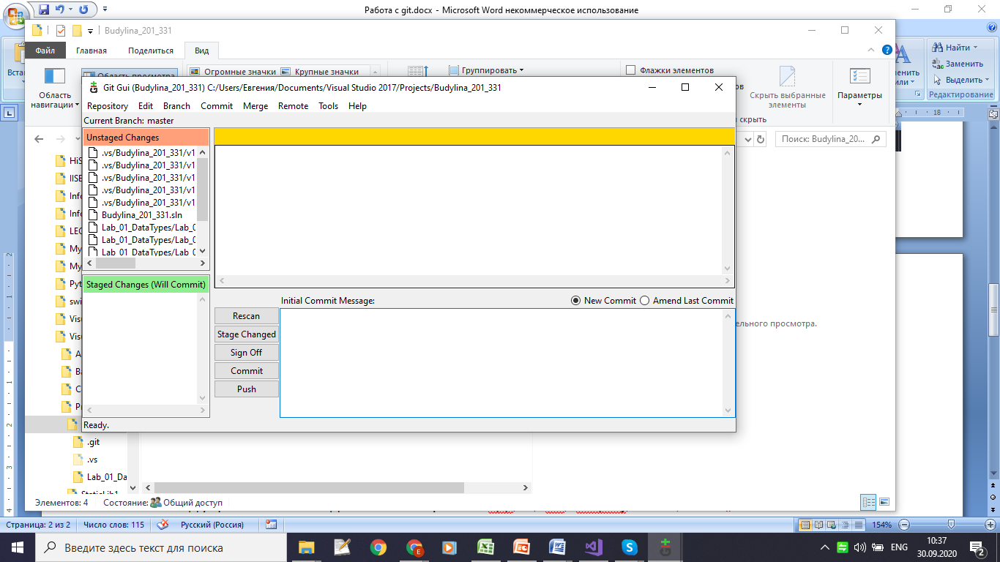 Работа с git.docx - Microsoft Word некоммерческое использование
Budylina_201_331
Файл Главная Поделиться Вид
Область просмотра
Огромные значки Крупные значки
Группировать
Флажки элементов
Найти
Заменить
Выделить
Редактирование
Область навигации
Скрыть выбранные элементы
Параметры
скрыть
18
Поиск: Budylina_20...
Git Gui (Budylina_201_331) C:/Users/Евгения/Documents/Visual Studio 2017/Projects/Budylina_201_331
Repository Edit Branch Commit Merge Remote Tools Help
Current Branch: master
Unstaged Changes
.vs/Budylina_201_331/v1
.vs/Budylina_201_331/v1
.vs/Budylina_201_331/v1
.vs/Budylina_201_331/v1
.vs/Budylina_201_331/v1
Budylina_201_331.sln
Lab_01_DataTypes/Lab_0
Lab_01_DataTypes/Lab_0
Lab_01_DataTypes/Lab_0
Staged Changes (Will Commit)
Initial Commit Message:
New Commit Amend Last Commit
Rescan
Stage Changed
Sign Off
Commit
Push
Ready.
HiS
IISE
Info
Info
LEG
My
My
Pyt
swi
Visu
Visu
.git
.vs
Lab_01_Da
StaticLib1
ельного просмотра.
Элементов: 4 Состояние: Общий доступ
Страница: 2 из 2 Число слов: 115 Русский (Россия) 154%
Введите здесь текст для поиска
ENG
10:37
30.09.2020
2